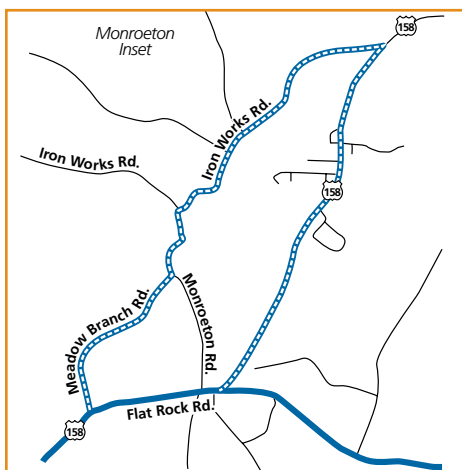 Monroeton
Inset
158
Iron Works Rd.
Iron Works Rd.
158
Meadow Branch Rd.
Monroeton Rd.
Flat Rock Rd.
158